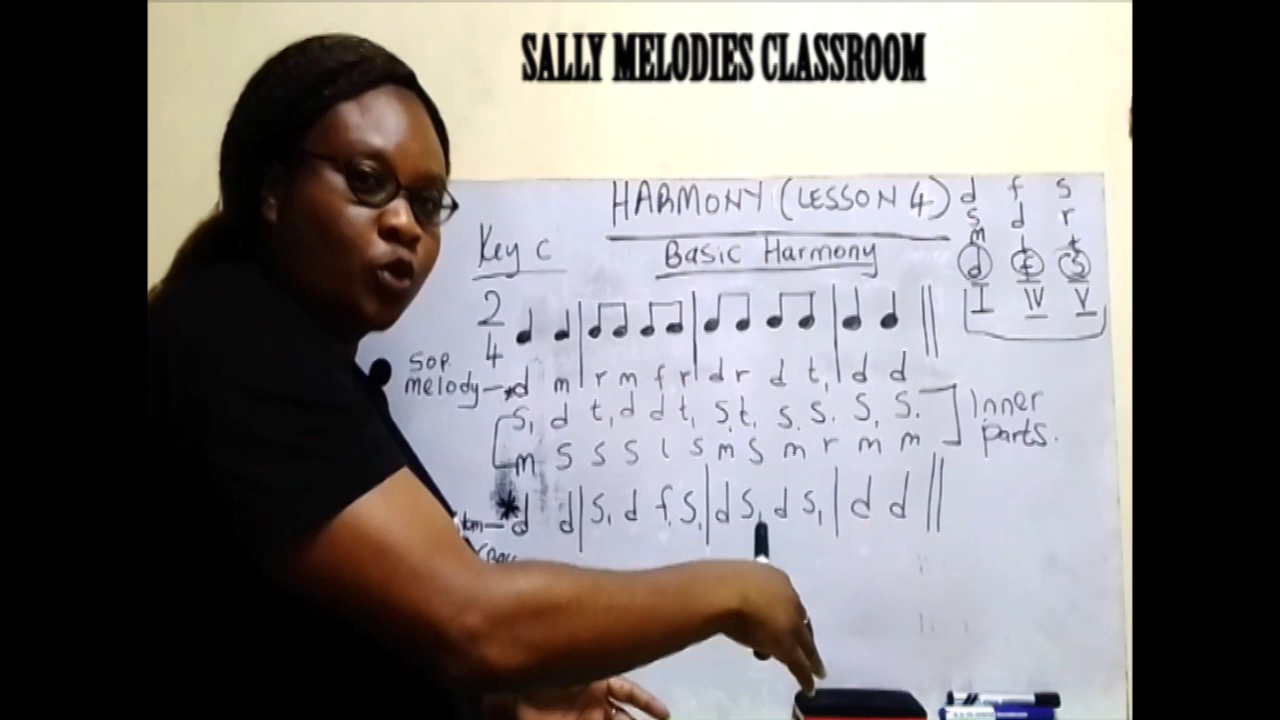 SALLY MELODIES CLASSROOM
HARMONY (LESSON 4)
d f s
s d r
m l t
d f s
I IV V
Key C
Basic Harmony
2
4
SOP.
melody - d m | r m f r | d r d t, | d d
s, d t, d d t, s, t, s, s, s, s,
Inner
parts.
m s s s l s m s m r m m
d d | s, d f, s, | d s, d s, | d d ||